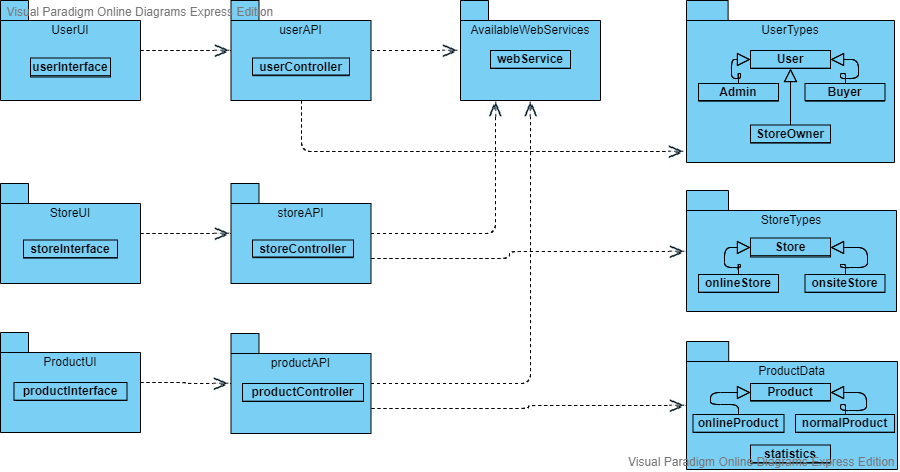 Visual Paradigm Online Diagrams Express Edition
UserUI
userInterface
userAPI
userController
AvailableWebServices
webService
UserTypes
User
Admin
Buyer
StoreOwner
StoreUI
storeInterface
storeAPI
storeController
StoreTypes
Store
onlineStore
onsiteStore
ProductUI
productInterface
productAPI
productController
ProductData
Product
onlineProduct
normalProduct
statistics
Visual Paradigm Online Diagrams Express Edition